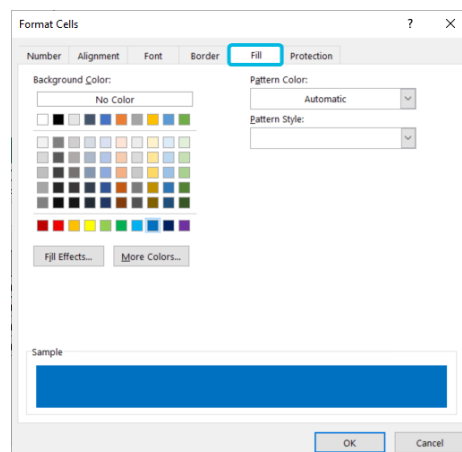 Format Cells ? ×
Number Alignment Font Border Fill Protection
Background Color:
No Color
Pattern Color:
Automatic
Pattern Style:
Fill Effects...
More Colors...
Sample
OK Cancel